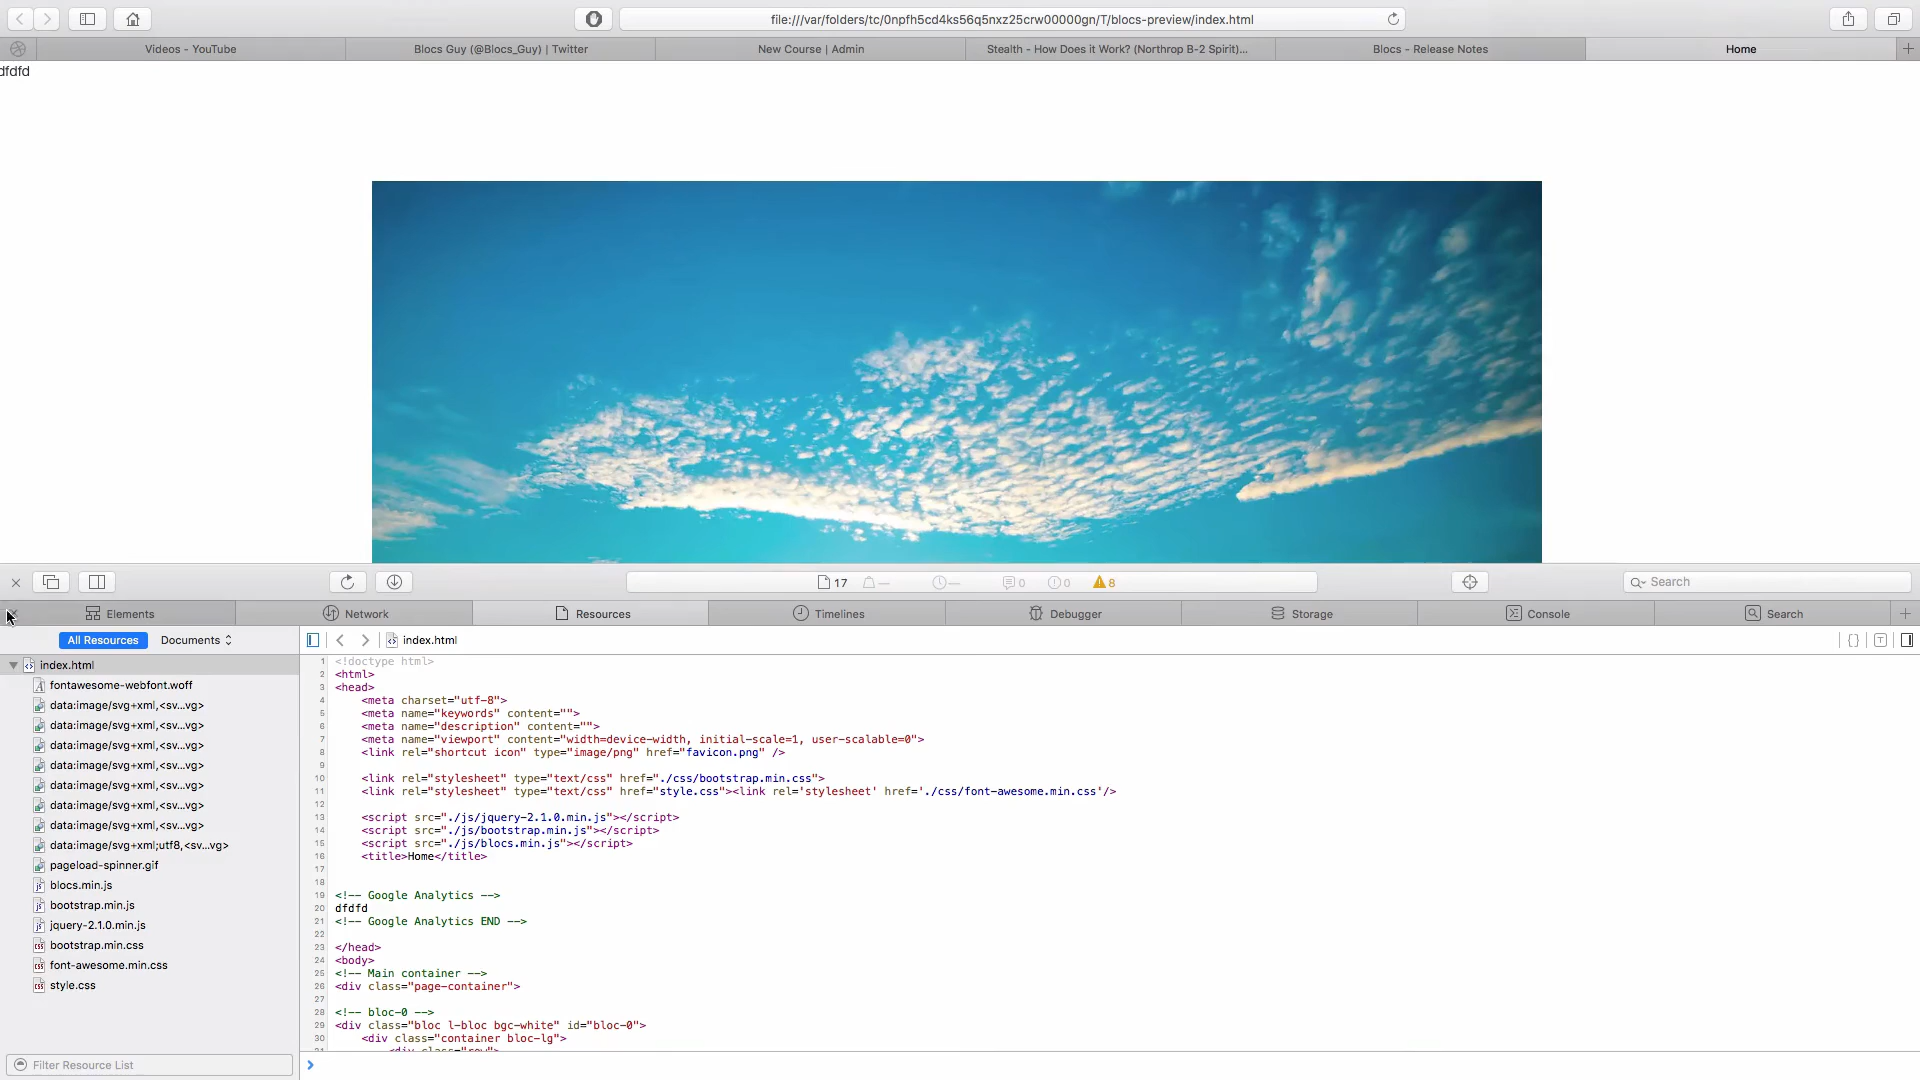 file:///var/folders/tc/0npfh5cd4ks56q5nxz25crw00000gn/T/blocs-preview/index.html
Videos - YouTube
Blocs Guy (@Blocs_Guy) | Twitter
New Course | Admin
Stealth - How Does it Work? (Northrop B-2 Spirit)...
Blocs - Release Notes
Home
dfdfd
17
0
0
8
Search
Elements
Network
Resources
Timelines
Debugger
Storage
Console
Search
All Resources
Documents
index.html
index.html
fontawesome-webfont.woff
data:image/svg+xml,<sv...vg>
data:image/svg+xml,<sv...vg>
data:image/svg+xml,<sv...vg>
data:image/svg+xml,<sv...vg>
data:image/svg+xml,<sv...vg>
data:image/svg+xml,<sv...vg>
data:image/svg+xml,<sv...vg>
data:image/svg+xml;utf8,<sv...vg>
pageload-spinner.gif
blocs.min.js
bootstrap.min.js
jquery-2.1.0.min.js
bootstrap.min.css
font-awesome.min.css
style.css
Filter Resource List
1 <!doctype html>
2 <html>
3 <head>
4 <meta charset="utf-8">
5 <meta name="keywords" content="">
6 <meta name="description" content="">
7 <meta name="viewport" content="width=device-width, initial-scale=1, user-scalable=0">
8 <link rel="shortcut icon" type="image/png" href="favicon.png" />
9
10 <link rel="stylesheet" type="text/css" href="./css/bootstrap.min.css">
11 <link rel="stylesheet" type="text/css" href="style.css"><link rel='stylesheet' href='./css/font-awesome.min.css'/>
12
13 <script src="./js/jquery-2.1.0.min.js"></script>
14 <script src="./js/bootstrap.min.js"></script>
15 <script src="./js/blocs.min.js"></script>
16 <title>Home</title>
17
18
19 <!-- Google Analytics -->
20 dfdfd
21 <!-- Google Analytics END -->
22
23 </head>
24 <body>
25 <!-- Main container -->
26 <div class="page-container">
27
28 <!-- bloc-0 -->
29 <div class="bloc l-bloc bgc-white" id="bloc-0">
30 <div class="container bloc-lg">
31 <div class="row">